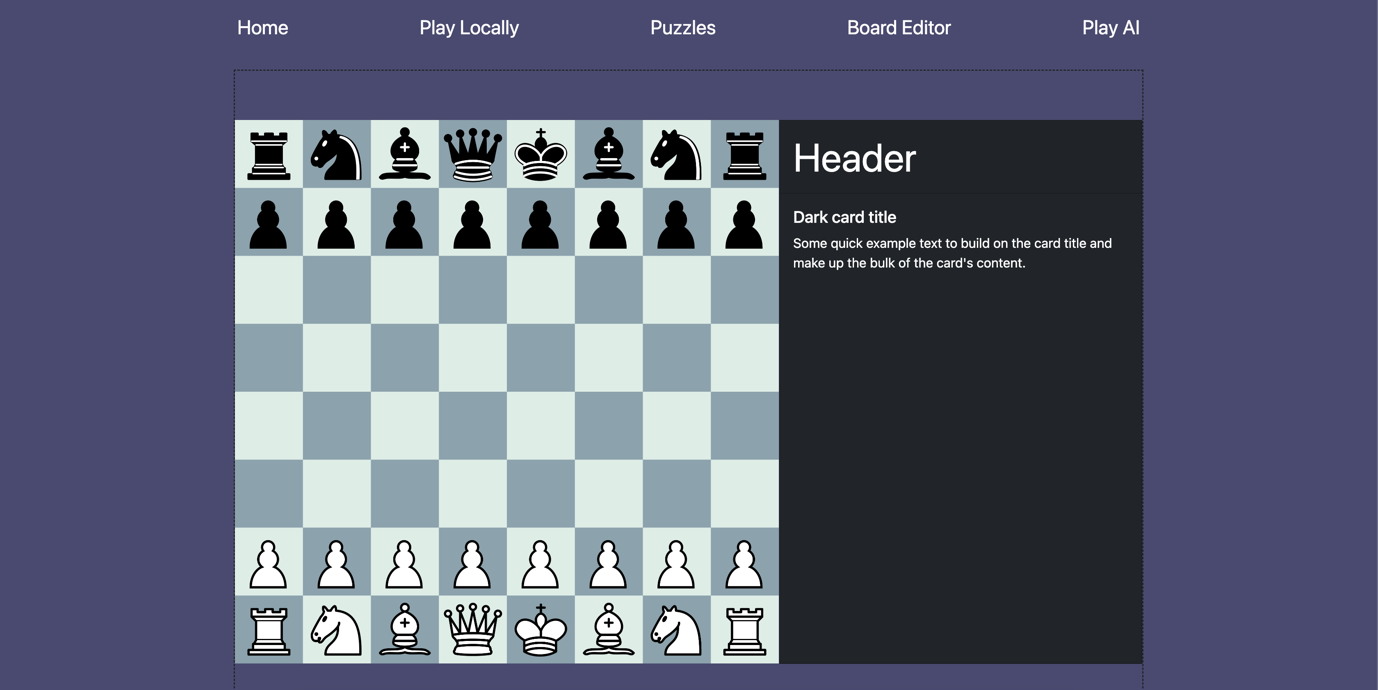 Home
Play Locally
Puzzles
Board Editor
Play AI
Header
Dark card title
Some quick example text to build on the card title and
make up the bulk of the card's content.